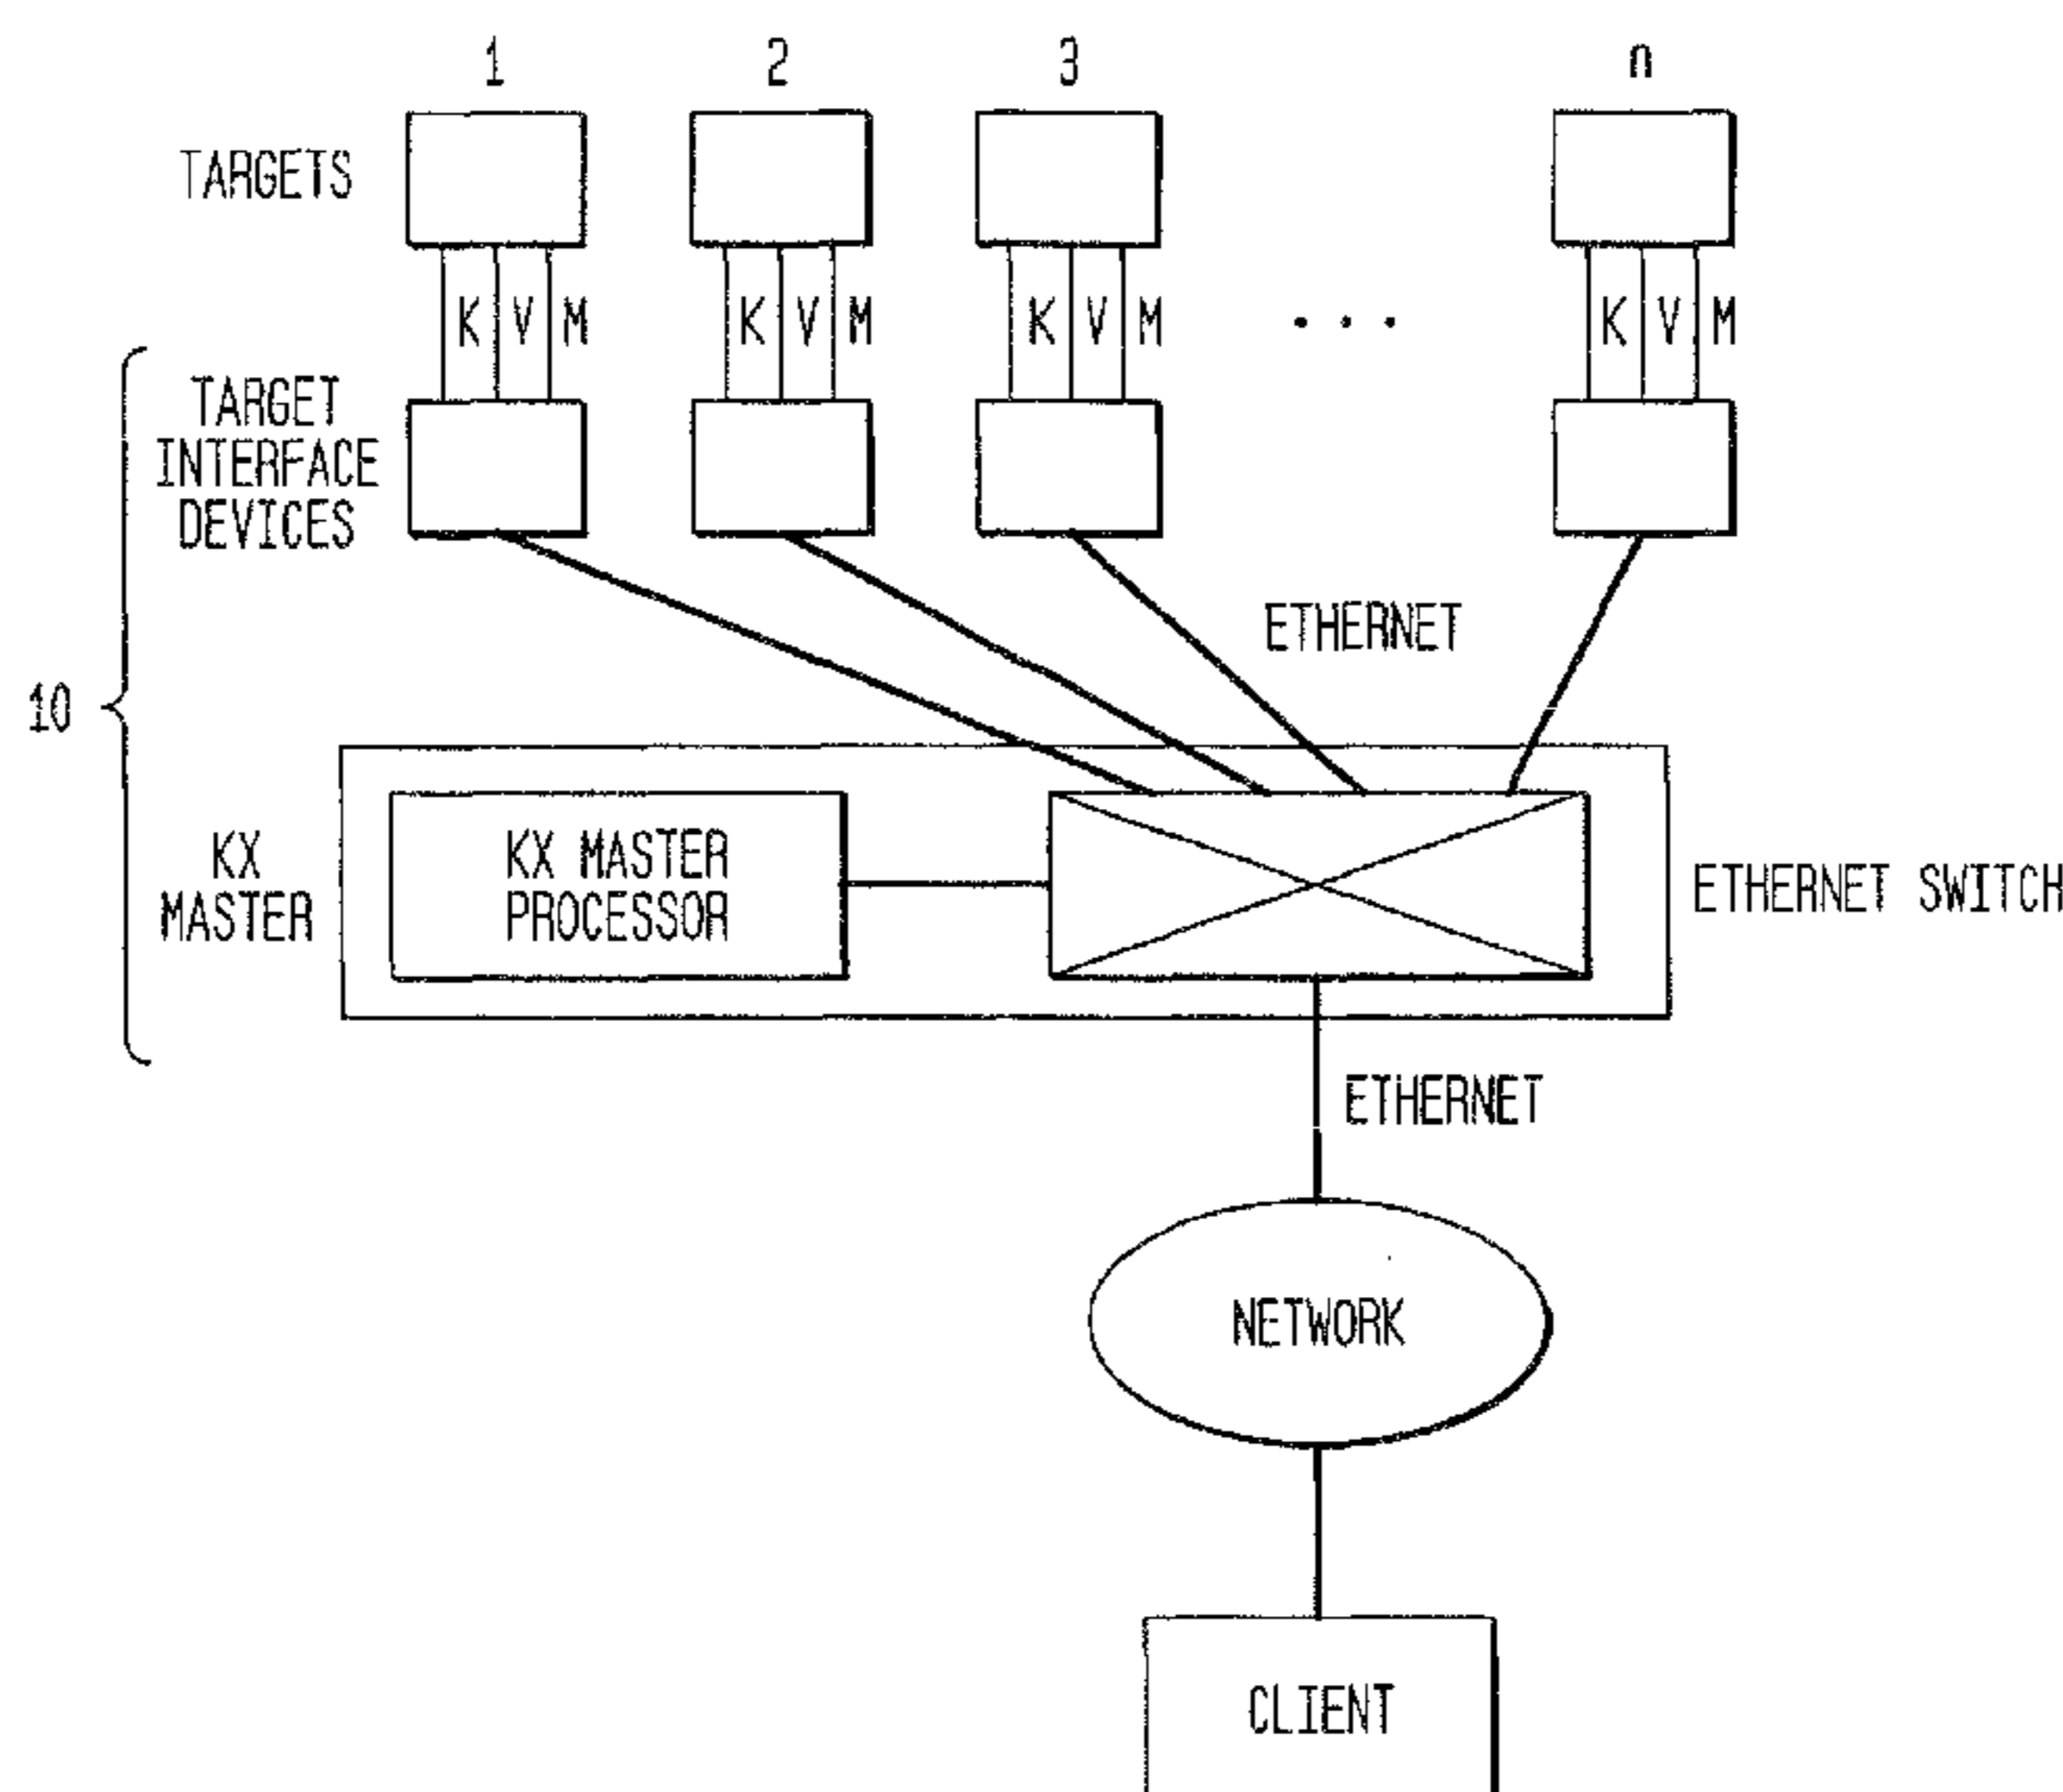 1 2 3 n
TARGETS
K V M K V M K V M ... K V M
TARGET
INTERFACE
DEVICES
ETHERNET
10
KX
MASTER
KX MASTER
PROCESSOR
ETHERNET SWITCH
ETHERNET
NETWORK
CLIENT